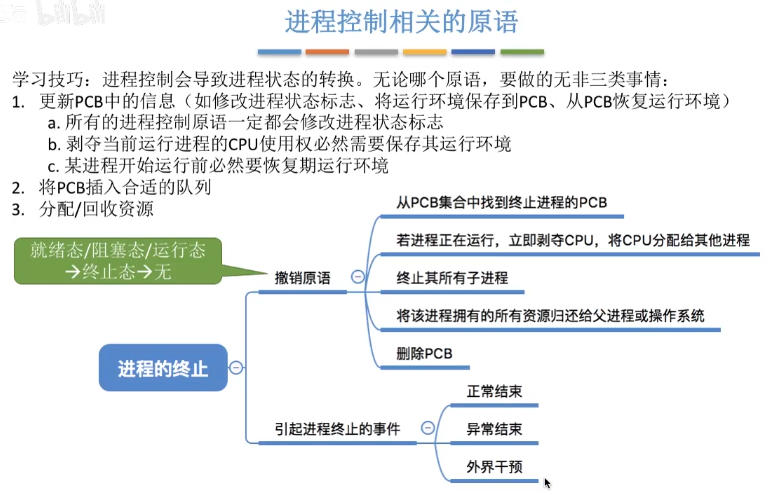 bilibili
进程控制相关的原语
学习技巧：进程控制会导致进程状态的转换。无论哪个原语，要做的无非三类事情：
1. 更新PCB中的信息（如修改进程状态标志、将运行环境保存到PCB、从PCB恢复运行环境）
a. 所有的进程控制原语一定都会修改进程状态标志
b. 剥夺当前运行进程的CPU使用权必然需要保存其运行环境
c. 某进程开始运行前必然要恢复期运行环境
2. 将PCB插入合适的队列
3. 分配/回收资源
就绪态/阻塞态/运行态
→终止态→无
进程的终止
撤销原语
从PCB集合中找到终止进程的PCB
若进程正在运行，立即剥夺CPU，将CPU分配给其他进程
终止其所有子进程
将该进程拥有的所有资源归还给父进程或操作系统
删除PCB
引起进程终止的事件
正常结束
异常结束
外界干预